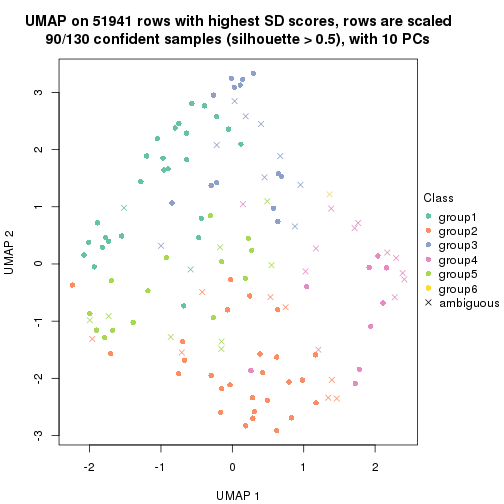 UMAP on 51941 rows with highest SD scores, rows are scaled
90/130 confident samples (silhouette > 0.5), with 10 PCs
3
2
1
0
-1
-2
-3
UMAP 2
-2
-1
0
1
2
UMAP 1
Class
group1
group2
group3
group4
group5
group6
ambiguous